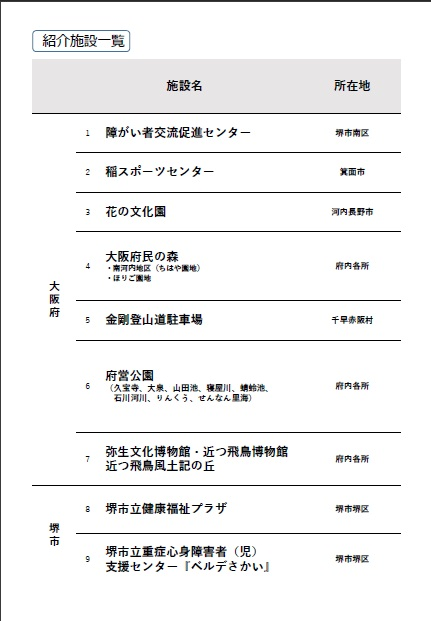 紹介施設一覧
施設名 所在地
大阪府
1 障がい者交流促進センター 堺市南区
2 稲スポーツセンター 箕面市
3 花の文化園 河内長野市
4 大阪府民の森 府内各所
・南河内地区（ちはや園地）
・ほりご園地
5 金剛登山道駐車場 千早赤阪村
6 府営公園 府内各所
（久宝寺、大泉、山田池、寝屋川、蜻蛉池、
石川河川、りんくう、せんなん里海）
7 弥生文化博物館・近つ飛鳥博物館 府内各所
近つ飛鳥風土記の丘
堺市
8 堺市立健康福祉プラザ 堺市堺区
9 堺市立重症心身障害者（児） 堺市堺区
支援センター『ベルデさかい』